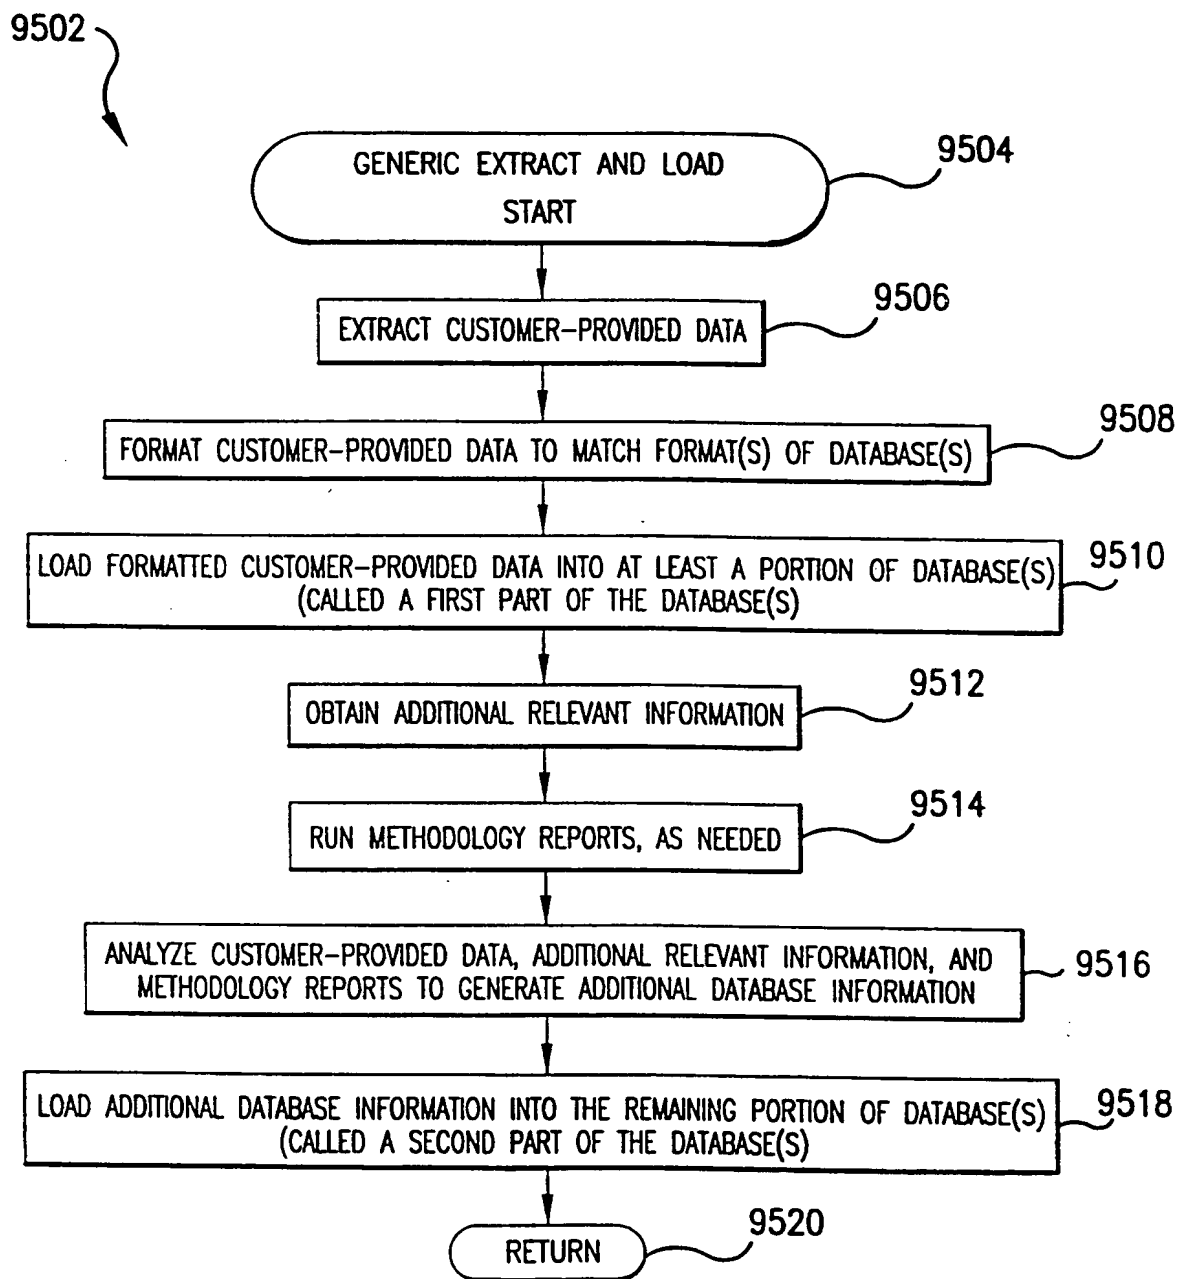 9502
GENERIC EXTRACT AND LOAD
START
9504
EXTRACT CUSTOMER-PROVIDED DATA
9506
FORMAT CUSTOMER-PROVIDED DATA TO MATCH FORMAT(S) OF DATABASE(S)
9508
LOAD FORMATTED CUSTOMER-PROVIDED DATA INTO AT LEAST A PORTION OF DATABASE(S)
(CALLED A FIRST PART OF THE DATABASE(S)
9510
OBTAIN ADDITIONAL RELEVANT INFORMATION
9512
RUN METHODOLOGY REPORTS, AS NEEDED
9514
ANALYZE CUSTOMER-PROVIDED DATA, ADDITIONAL RELEVANT INFORMATION, AND
METHODOLOGY REPORTS TO GENERATE ADDITIONAL DATABASE INFORMATION
9516
LOAD ADDITIONAL DATABASE INFORMATION INTO THE REMAINING PORTION OF DATABASE(S)
(CALLED A SECOND PART OF THE DATABASE(S)
9518
RETURN
9520